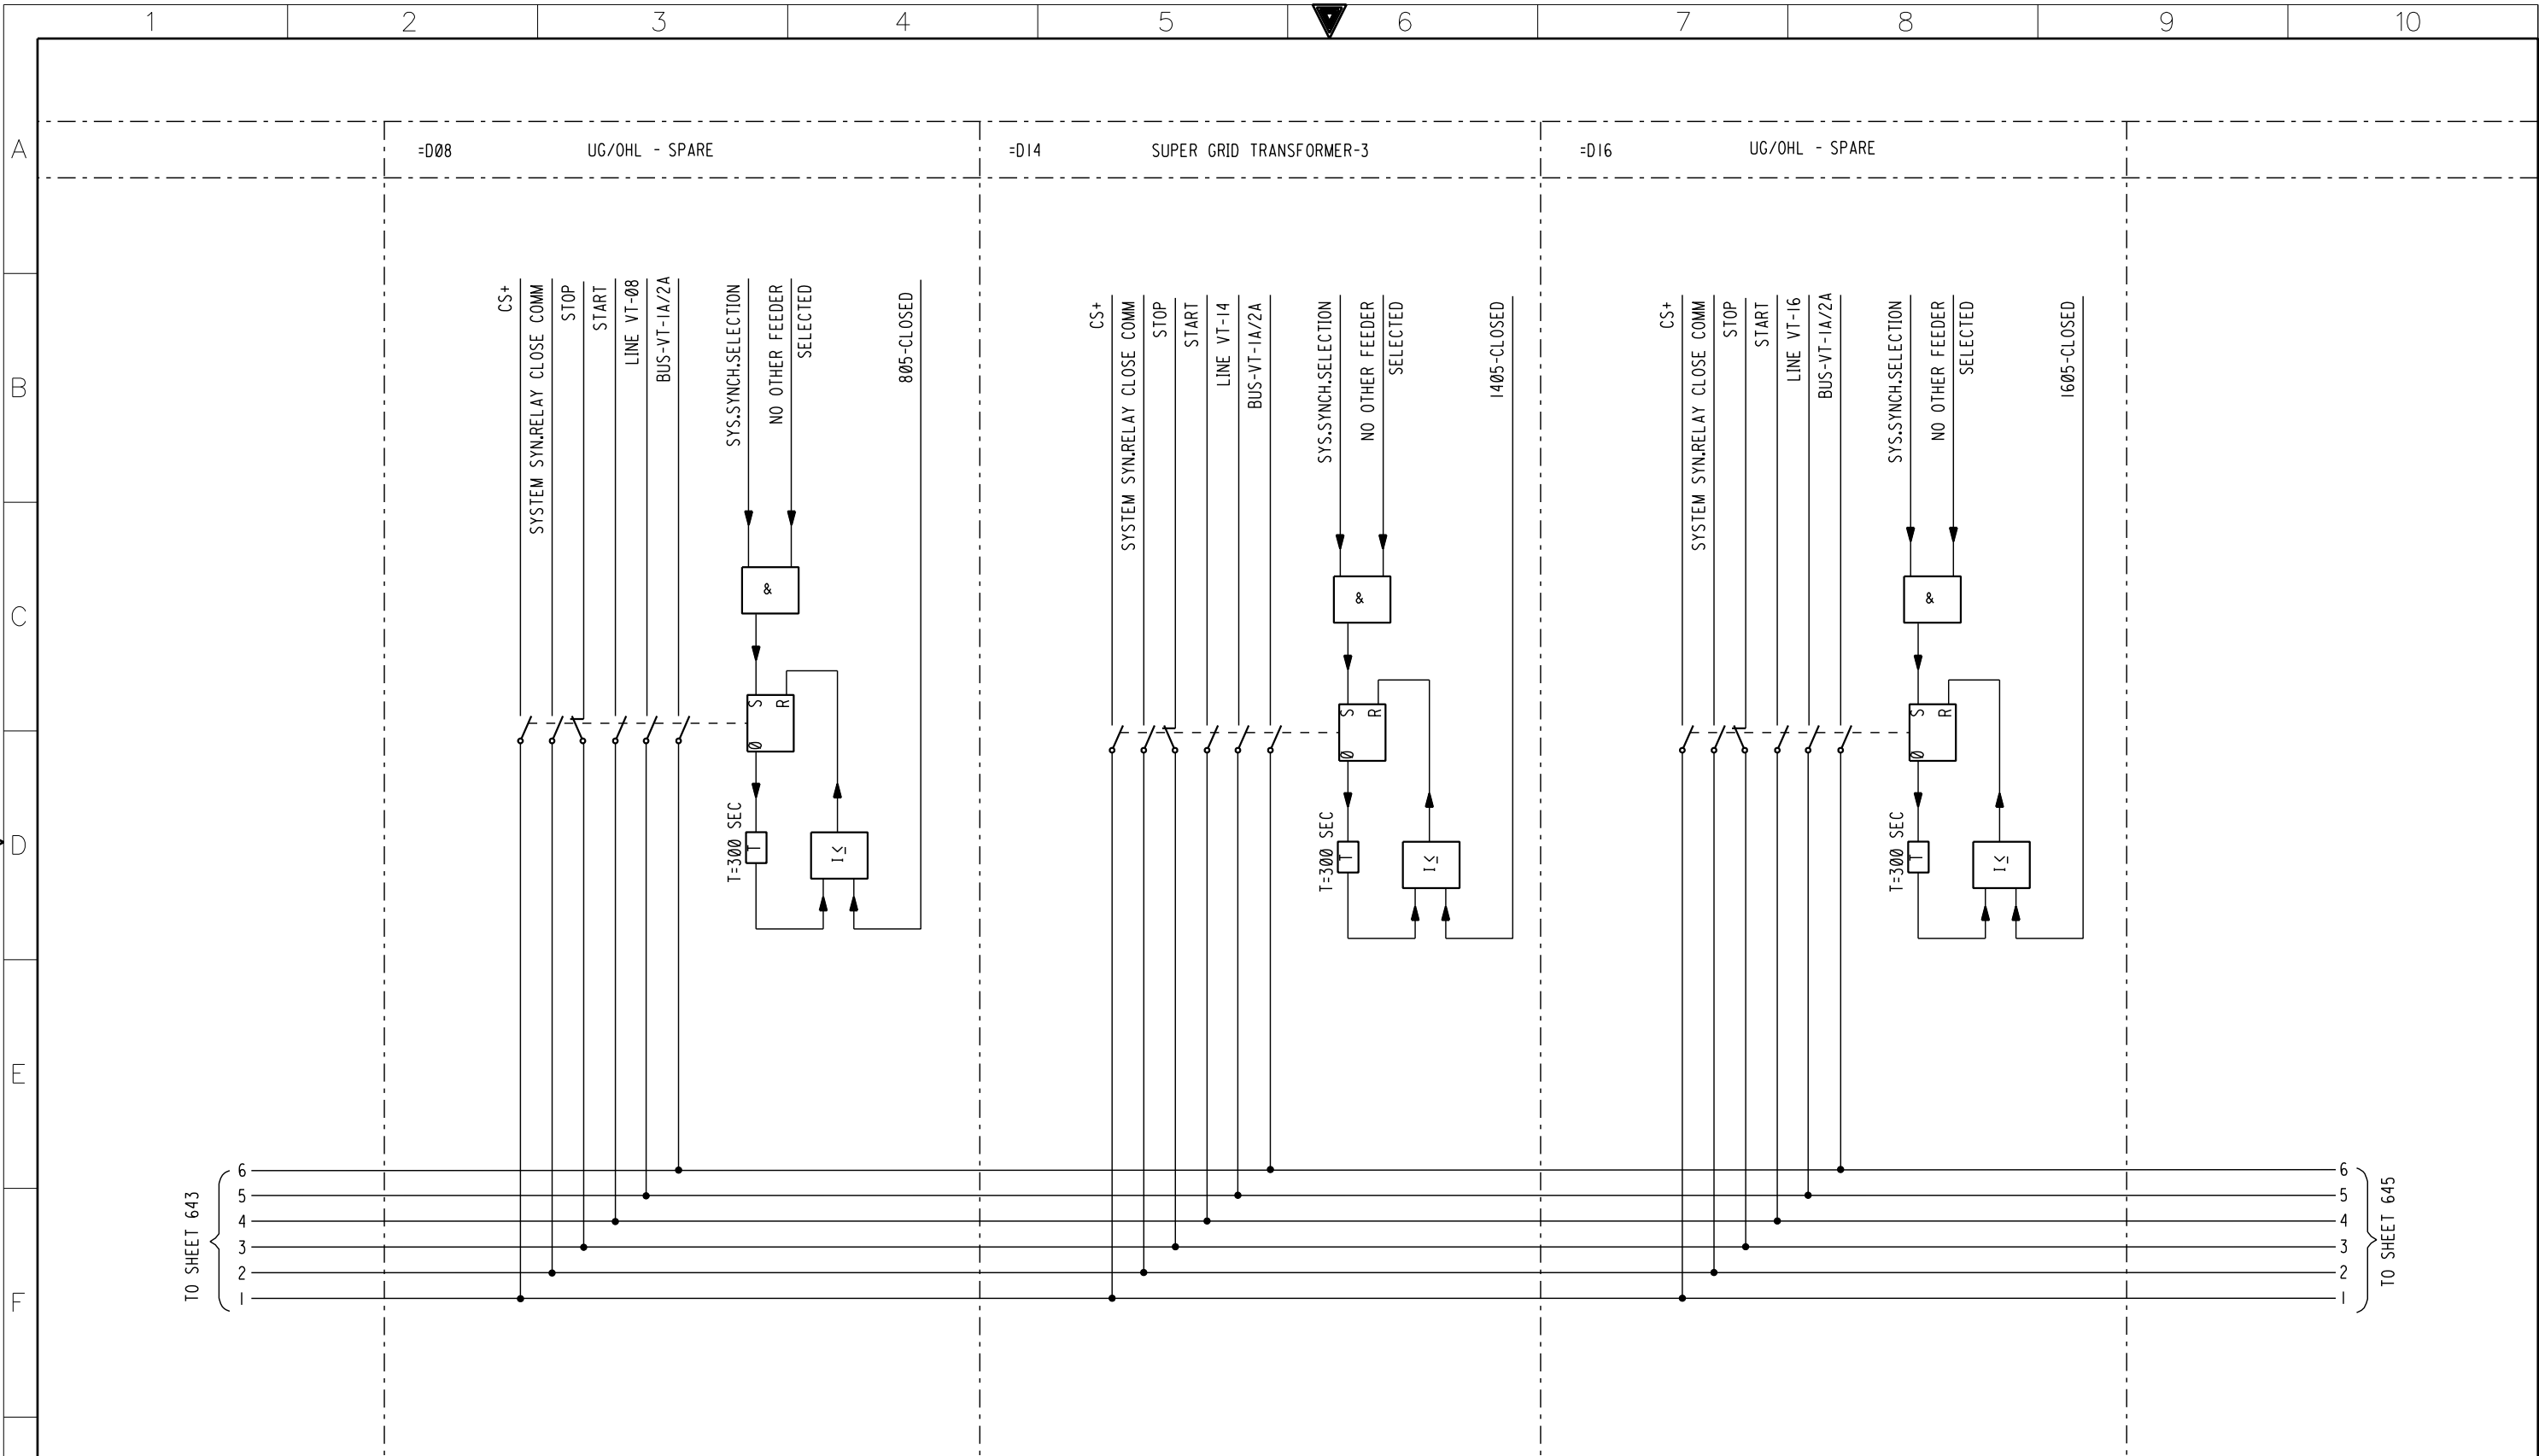 1 2 3 4 5 6 7 8 9 10
A
B
C
D
E
F
=D08 UG/OHL - SPARE
=D14 SUPER GRID TRANSFORMER-3
=D16 UG/OHL - SPARE
CS+
SYSTEM SYN.RELAY CLOSE COMM
STOP
START
LINE VT-08
BUS-VT-1A/2A
SYS.SYNCH.SELECTION
NO OTHER FEEDER
SELECTED
805-CLOSED
&
S R
Q
T=300 SEC
T
1≤
CS+
SYSTEM SYN.RELAY CLOSE COMM
STOP
START
LINE VT-14
BUS-VT-1A/2A
SYS.SYNCH.SELECTION
NO OTHER FEEDER
SELECTED
1405-CLOSED
&
S R
Q
T=300 SEC
T
1≤
CS+
SYSTEM SYN.RELAY CLOSE COMM
STOP
START
LINE VT-16
BUS-VT-1A/2A
SYS.SYNCH.SELECTION
NO OTHER FEEDER
SELECTED
1605-CLOSED
&
S R
Q
T=300 SEC
T
1≤
TO SHEET 643
6
5
4
3
2
1
6
5
4
3
2
1
TO SHEET 645